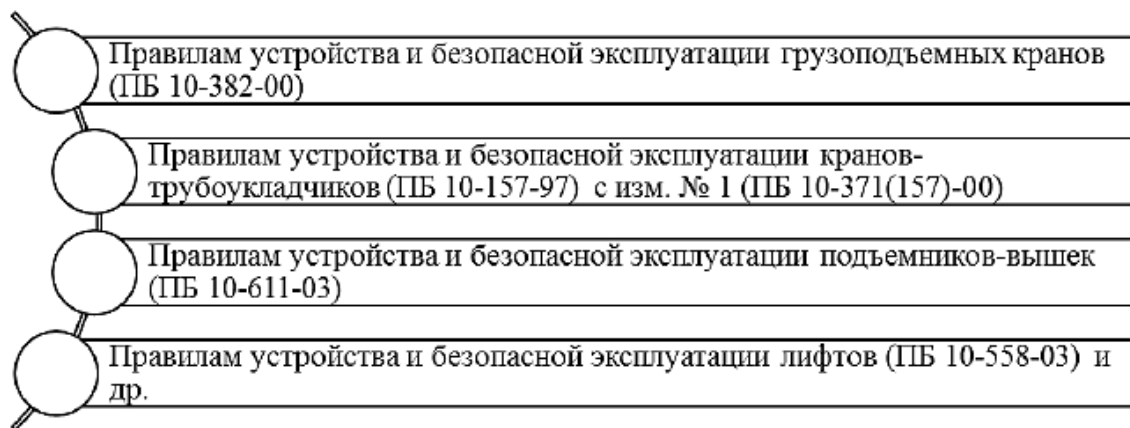 Правилам устройства и безопасной эксплуатации грузоподъемных кранов
(ПБ 10-382-00)
Правилам устройства и безопасной эксплуатации кранов-
трубоукладчиков (ПБ 10-157-97) с изм. № 1 (ПБ 10-371(157)-00)
Правилам устройства и безопасной эксплуатации подъемников-вышек
(ПБ 10-611-03)
Правилам устройства и безопасной эксплуатации лифтов (ПБ 10-558-03) и
др.